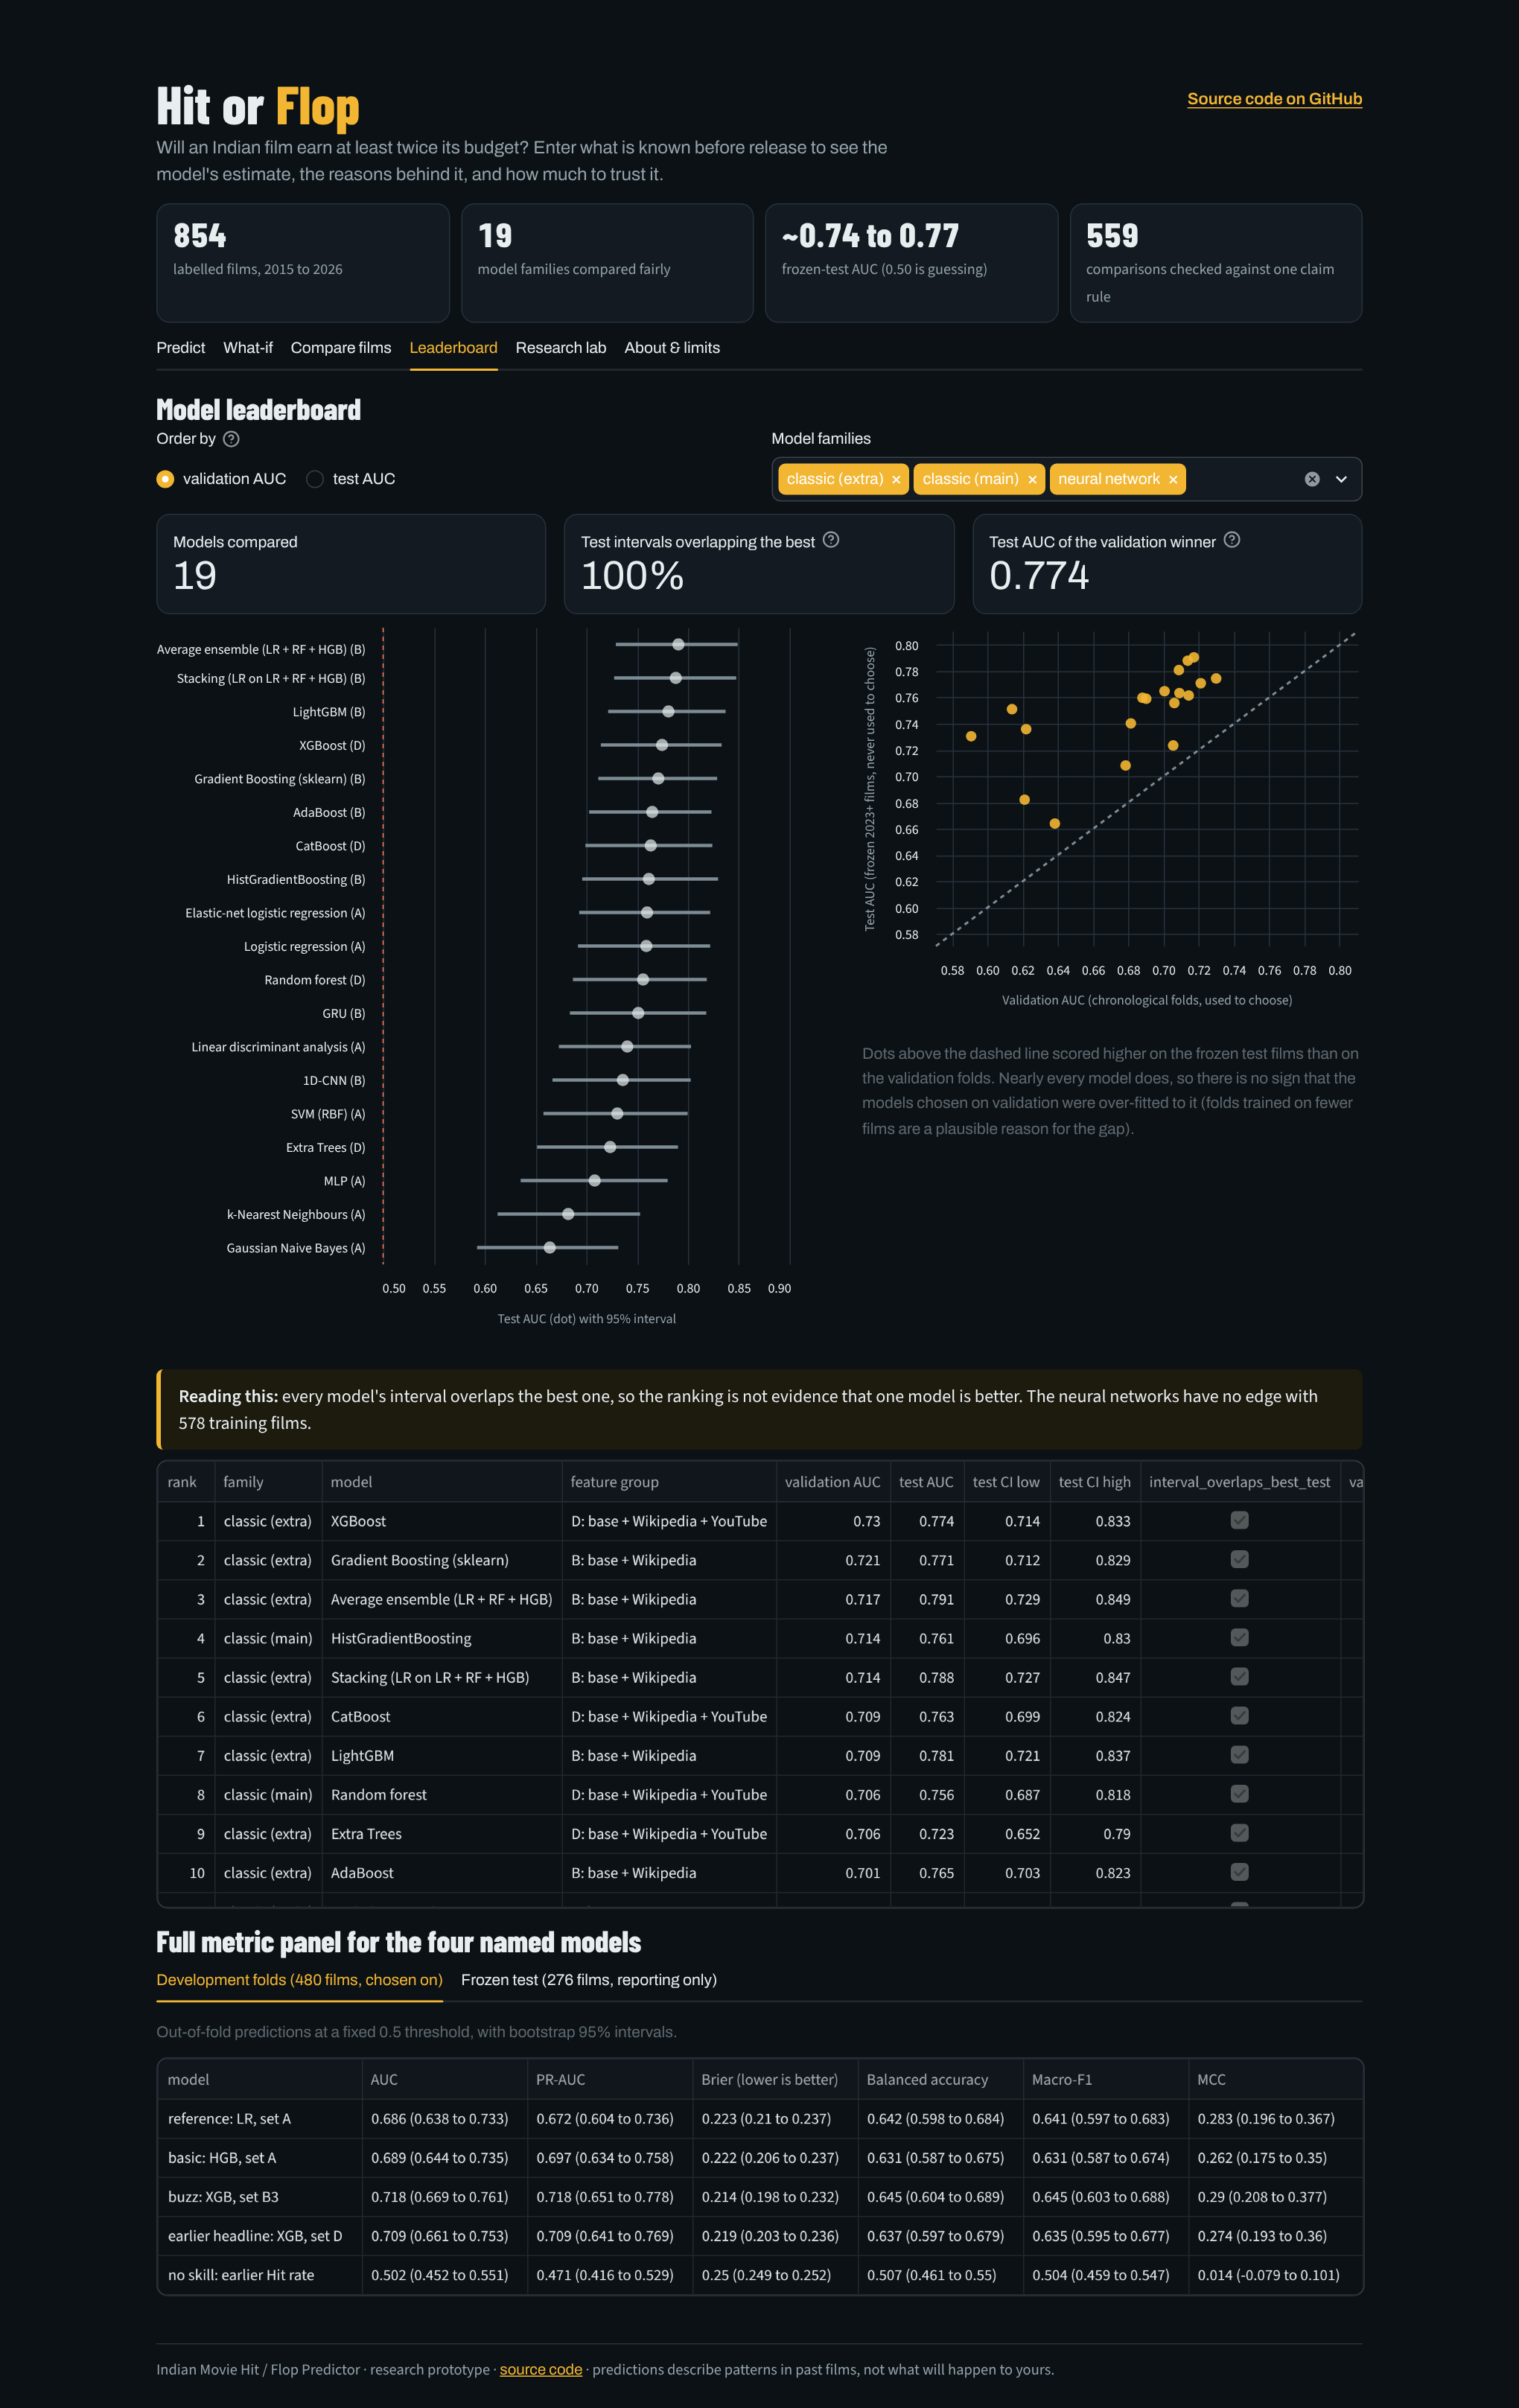 Hit or Flop
Source code on GitHub
Will an Indian film earn at least twice its budget? Enter what is known before release to see the
model's estimate, the reasons behind it, and how much to trust it.
854
labelled films, 2015 to 2026
19
model families compared fairly
~0.74 to 0.77
frozen-test AUC (0.50 is guessing)
559
comparisons checked against one claim
rule
Predict What-if Compare films Leaderboard Research lab About & limits
Model leaderboard
Order by
validation AUC test AUC
Model families
classic (extra) × classic (main) × neural network ×
Models compared
19
Test intervals overlapping the best
100%
Test AUC of the validation winner
0.774
Average ensemble (LR + RF + HGB) (B)
Stacking (LR on LR + RF + HGB) (B)
LightGBM (B)
XGBoost (D)
Gradient Boosting (sklearn) (B)
AdaBoost (B)
CatBoost (D)
HistGradientBoosting (B)
Elastic-net logistic regression (A)
Logistic regression (A)
Random forest (D)
GRU (B)
Linear discriminant analysis (A)
1D-CNN (B)
SVM (RBF) (A)
Extra Trees (D)
MLP (A)
k-Nearest Neighbours (A)
Gaussian Naive Bayes (A)
0.50 0.55 0.60 0.65 0.70 0.75 0.80 0.85 0.90
Test AUC (dot) with 95% interval
Test AUC (frozen 2023+ films, never used to choose)
0.80
0.78
0.76
0.74
0.72
0.70
0.68
0.66
0.64
0.62
0.60
0.58
0.58 0.60 0.62 0.64 0.66 0.68 0.70 0.72 0.74 0.76 0.78 0.80
Validation AUC (chronological folds, used to choose)
Dots above the dashed line scored higher on the frozen test films than on
the validation folds. Nearly every model does, so there is no sign that the
models chosen on validation were over-fitted to it (folds trained on fewer
films are a plausible reason for the gap).
Reading this: every model's interval overlaps the best one, so the ranking is not evidence that one model is better. The neural networks have no edge with
578 training films.
rank family model feature group validation AUC test AUC test CI low test CI high interval_overlaps_best_test va
1 classic (extra) XGBoost D: base + Wikipedia + YouTube 0.73 0.774 0.714 0.833
2 classic (extra) Gradient Boosting (sklearn) B: base + Wikipedia 0.721 0.771 0.712 0.829
3 classic (extra) Average ensemble (LR + RF + HGB) B: base + Wikipedia 0.717 0.791 0.729 0.849
4 classic (main) HistGradientBoosting B: base + Wikipedia 0.714 0.761 0.696 0.83
5 classic (extra) Stacking (LR on LR + RF + HGB) B: base + Wikipedia 0.714 0.788 0.727 0.847
6 classic (extra) CatBoost D: base + Wikipedia + YouTube 0.709 0.763 0.699 0.824
7 classic (extra) LightGBM B: base + Wikipedia 0.709 0.781 0.721 0.837
8 classic (main) Random forest D: base + Wikipedia + YouTube 0.706 0.756 0.687 0.818
9 classic (extra) Extra Trees D: base + Wikipedia + YouTube 0.706 0.723 0.652 0.79
10 classic (extra) AdaBoost B: base + Wikipedia 0.701 0.765 0.703 0.823
Full metric panel for the four named models
Development folds (480 films, chosen on) Frozen test (276 films, reporting only)
Out-of-fold predictions at a fixed 0.5 threshold, with bootstrap 95% intervals.
model AUC PR-AUC Brier (lower is better) Balanced accuracy Macro-F1 MCC
reference: LR, set A 0.686 (0.638 to 0.733) 0.672 (0.604 to 0.736) 0.223 (0.21 to 0.237) 0.642 (0.598 to 0.684) 0.641 (0.597 to 0.683) 0.283 (0.196 to 0.367)
basic: HGB, set A 0.689 (0.644 to 0.735) 0.697 (0.634 to 0.758) 0.222 (0.206 to 0.237) 0.631 (0.587 to 0.675) 0.631 (0.587 to 0.674) 0.262 (0.175 to 0.35)
buzz: XGB, set B3 0.718 (0.669 to 0.761) 0.718 (0.651 to 0.778) 0.214 (0.198 to 0.232) 0.645 (0.604 to 0.689) 0.645 (0.603 to 0.688) 0.29 (0.208 to 0.377)
earlier headline: XGB, set D 0.709 (0.661 to 0.753) 0.709 (0.641 to 0.769) 0.219 (0.203 to 0.236) 0.637 (0.597 to 0.679) 0.635 (0.595 to 0.677) 0.274 (0.193 to 0.36)
no skill: earlier Hit rate 0.502 (0.452 to 0.551) 0.471 (0.416 to 0.529) 0.25 (0.249 to 0.252) 0.507 (0.461 to 0.55) 0.504 (0.459 to 0.547) 0.014 (-0.079 to 0.101)
Indian Movie Hit / Flop Predictor · research prototype · source code · predictions describe patterns in past films, not what will happen to yours.